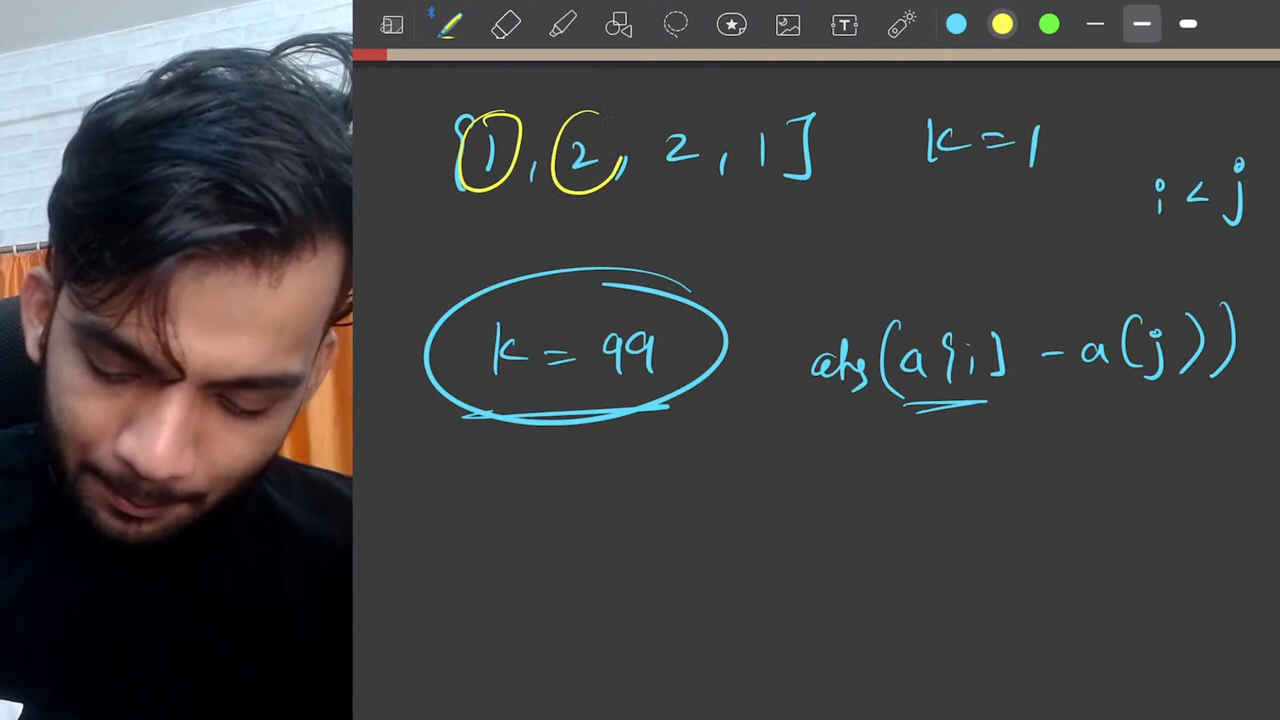 [1, 2, 2, 1] k=1
i < j
k = 99
abs(a[i] - a(j))